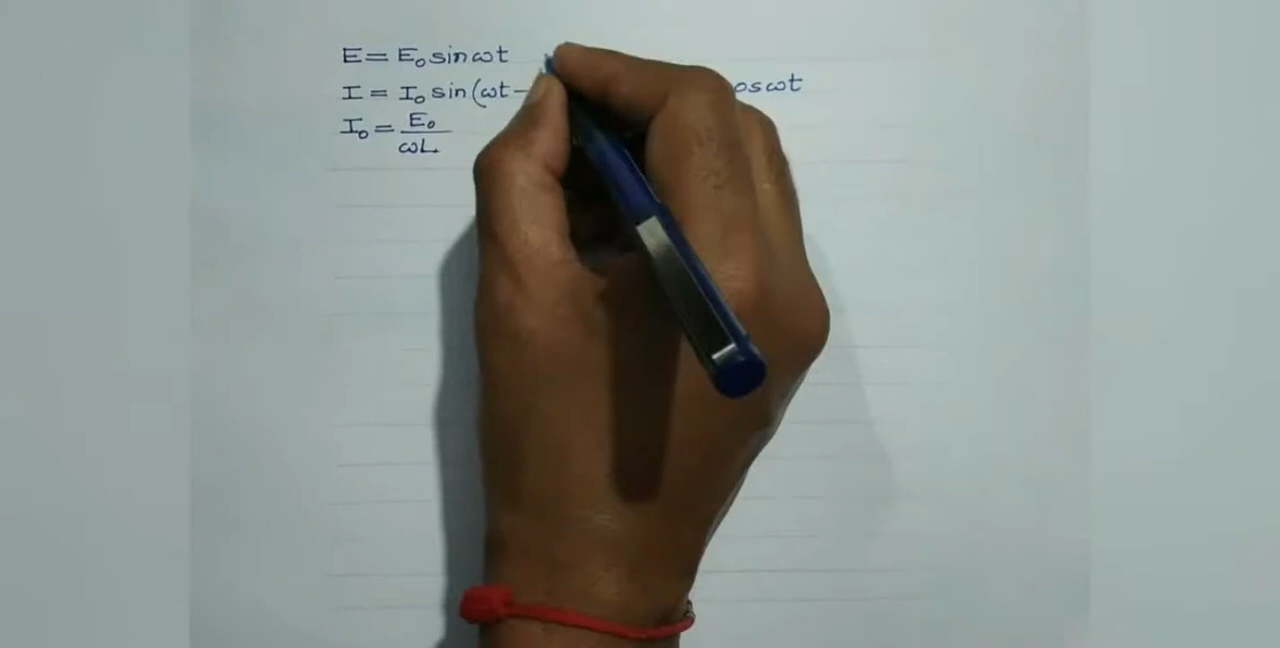 E = E₀ sin ωt
I = I₀ sin(ωt − osωt
I₀ = E₀/ωL